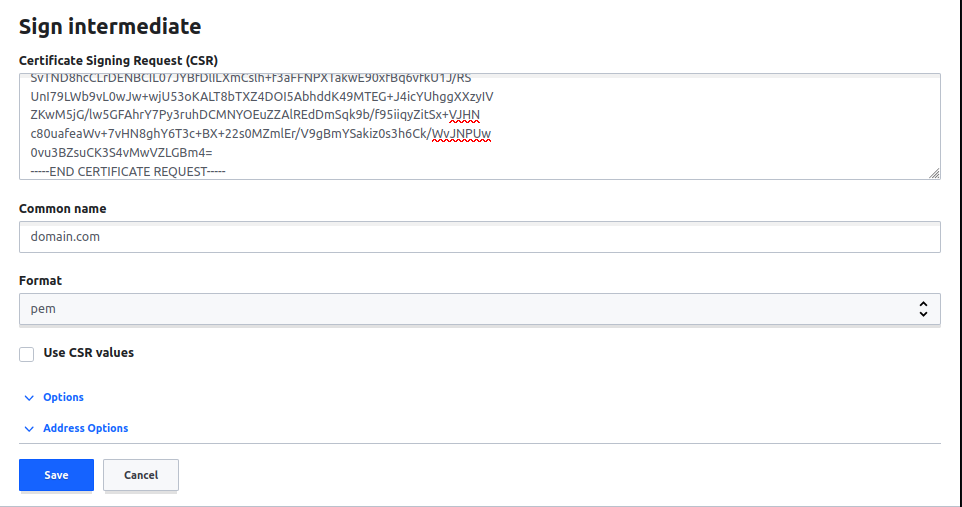 Sign intermediate
Certificate Signing Request (CSR)
UnI79LWb9vL0wJw+wjU53oKALT8bTXZ4DOI5AbhddK49MTEG+J4icYUhggXXzyIV
ZKwM5jG/lw5GFAhrY7Py3ruhDCMNYOEuZZAlREdDmSqk9b/f95iiqyZitSx+VJHN
c80uafeaWv+7vHN8ghY6T3c+BX+22s0MZmlEr/V9gBmYSakiz0s3h6Ck/WvJNPUw
0vu3BZsuCK3S4vMwVZLGBm4=
-----END CERTIFICATE REQUEST-----
Common name
domain.com
Format
pem
Use CSR values
Options
Address Options
Save
Cancel